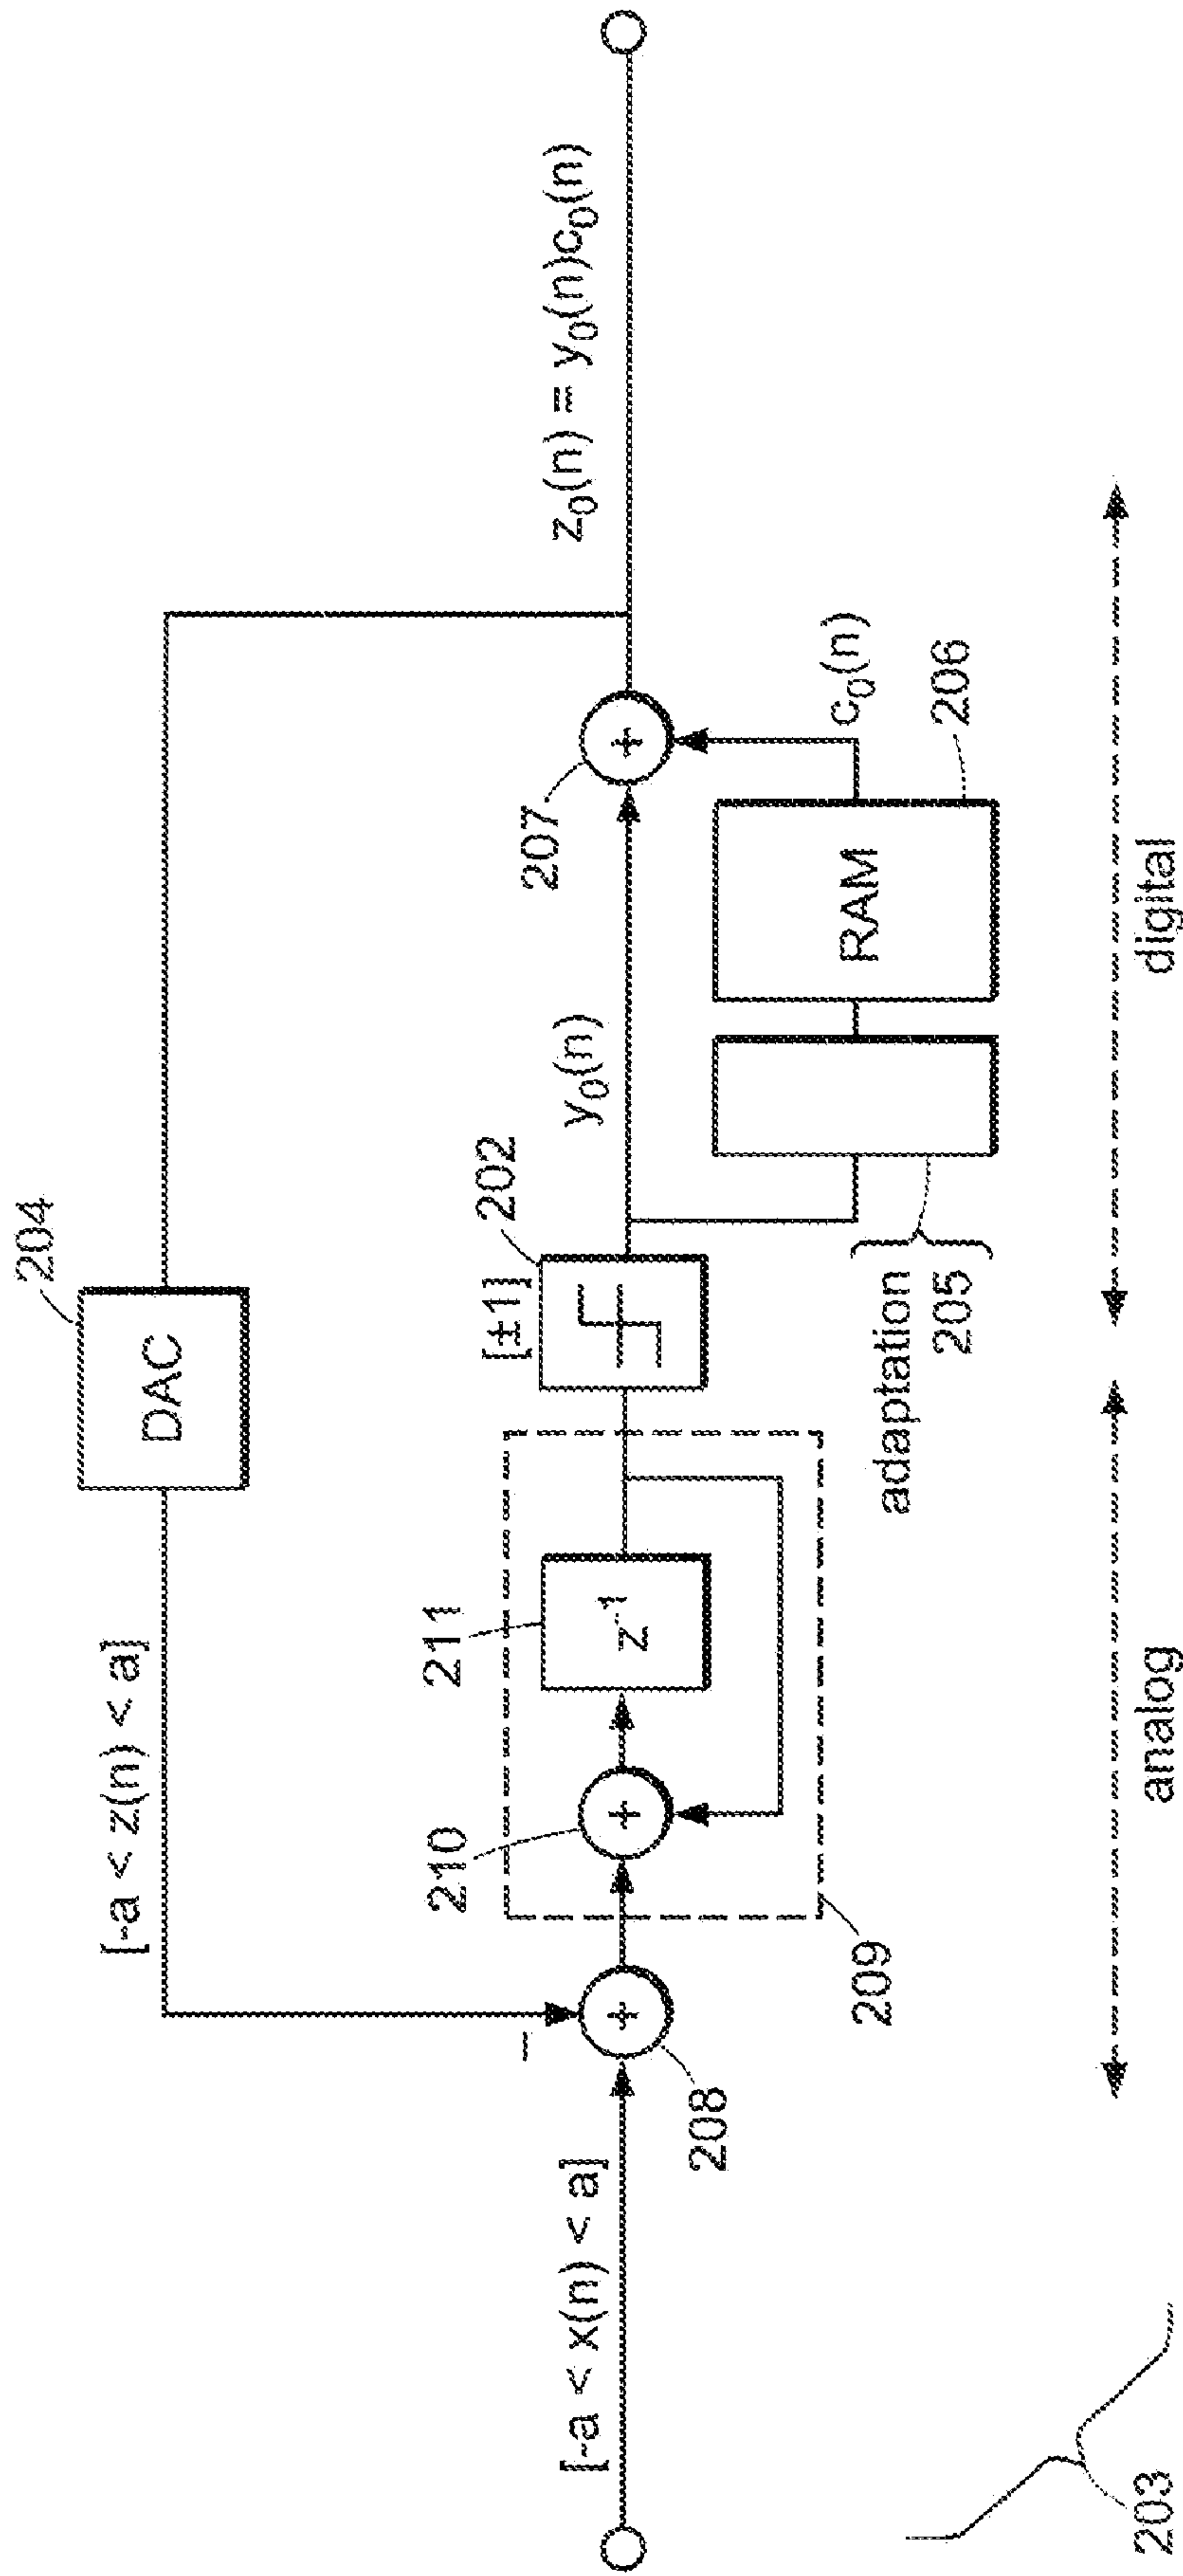 204
DAC
[-a < z(n) < a]
z₀(n) = y₀(n)c₀(n)
[±1]
202
y₀(n)
207
+
211
z⁻¹
210
+
[-a < x(n) < a]
−
+
208
209
c₀(n)
RAM
206
adaptation
205
analog
digital
203